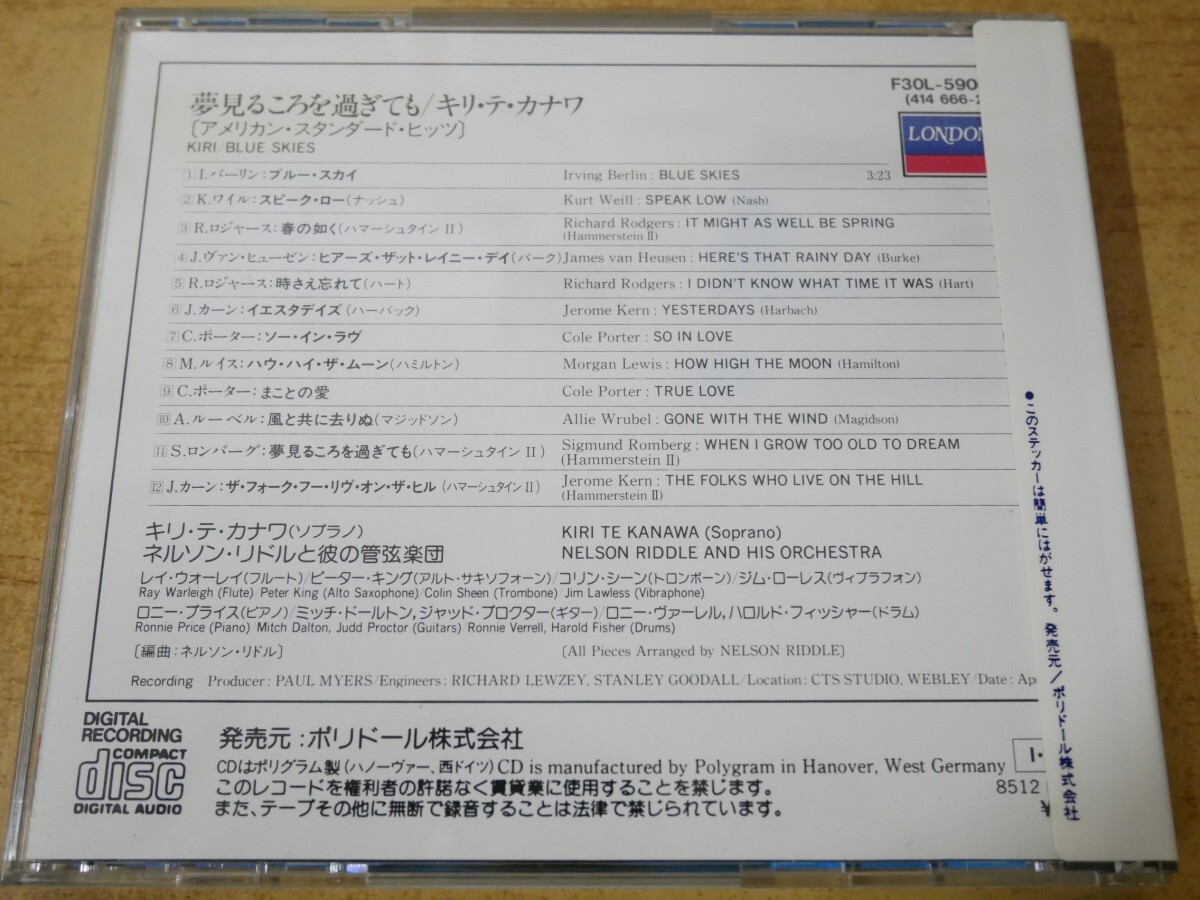 夢見るころを過ぎても/キリ・テ・カナワ
〔アメリカン・スタンダード・ヒッツ〕
KIRI/BLUE SKIES
F30L-590
(414 666-2
LONDON
1 I.バーリン:ブルー・スカイ Irving Berlin : BLUE SKIES 3:23
2 K.ワイル:スピーク・ロー(ナッシュ) Kurt Weill : SPEAK LOW (Nash)
3 R.ロジャース:春の如く(ハマーシュタイン II) Richard Rodgers : IT MIGHT AS WELL BE SPRING
(Hammerstein II)
4 J.ヴァン・ヒューゼン:ヒアーズ・ザット・レイニー・デイ(バーク) James van Heusen : HERE'S THAT RAINY DAY (Burke)
5 R.ロジャース:時さえ忘れて(ハート) Richard Rodgers : I DIDN'T KNOW WHAT TIME IT WAS (Hart)
6 J.カーン:イエスタデイズ(ハーバック) Jerome Kern : YESTERDAYS (Harbach)
7 C.ポーター:ソー・イン・ラヴ Cole Porter : SO IN LOVE
8 M.ルイス:ハウ・ハイ・ザ・ムーン(ハミルトン) Morgan Lewis : HOW HIGH THE MOON (Hamilton)
9 C.ポーター:まことの愛 Cole Porter : TRUE LOVE
10 A.ルーベル:風と共に去りぬ(マジッドソン) Allie Wrubel : GONE WITH THE WIND (Magidson)
11 S.ロンバーグ:夢見るころを過ぎても(ハマーシュタイン II) Sigmund Romberg : WHEN I GROW TOO OLD TO DREAM
(Hammerstein II)
12 J.カーン:ザ・フォーク・フー・リヴ・オン・ザ・ヒル(ハマーシュタイン II) Jerome Kern : THE FOLKS WHO LIVE ON THE HILL
(Hammerstein II)
キリ・テ・カナワ(ソプラノ) KIRI TE KANAWA (Soprano)
ネルソン・リドルと彼の管弦楽団 NELSON RIDDLE AND HIS ORCHESTRA
レイ・ウォーレイ(フルート)/ピーター・キング(アルト・サキソフォーン)/コリン・シーン(トロンボーン)/ジム・ローレス(ヴィブラフォン)
Ray Warleigh (Flute) Peter King (Alto Saxophone)/Colin Sheen (Trombone)/Jim Lawless (Vibraphone)
ロニー・プライス(ピアノ)/ミッチ・ドールトン,ジャッド・プロクター(ギター)/ロニー・ヴァーレル,ハロルド・フィッシャー(ドラム)
Ronnie Price (Piano) Mitch Dalton, Judd Proctor (Guitars) Ronnie Verrell, Harold Fisher (Drums)
〔編曲:ネルソン・リドル〕 〔All Pieces Arranged by NELSON RIDDLE〕
Recording Producer : PAUL MYERS/Engineers : RICHARD LEWZEY, STANLEY GOODALL/Location : CTS STUDIO, WEBLEY/Date : Ap
DIGITAL
RECORDING
COMPACT
disc
DIGITAL AUDIO
発売元:ポリドール株式会社
CDはポリグラム製(ハノーヴァー、西ドイツ) CD is manufactured by Polygram in Hanover, West Germany
このレコードを権利者の許諾なく賃貸業に使用することを禁じます。
また、テープその他に無断で録音することは法律で禁じられています。
I・
8512
¥
●このステッカーは簡単にはがせます。 発売元/ポリドール株式会社